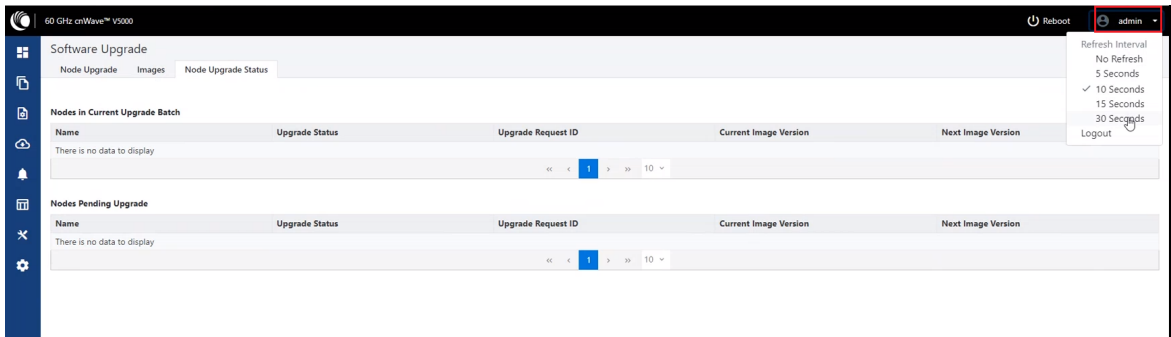 60 GHz cnWave™ V5000
Reboot
admin
Software Upgrade
Refresh Interval
No Refresh
5 Seconds
10 Seconds
15 Seconds
30 Seconds
Logout
Node Upgrade Images Node Upgrade Status
Nodes in Current Upgrade Batch
Name Upgrade Status Upgrade Request ID Current Image Version Next Image Version
There is no data to display
« ‹ 1 › » 10
Nodes Pending Upgrade
Name Upgrade Status Upgrade Request ID Current Image Version Next Image Version
There is no data to display
« ‹ 1 › » 10